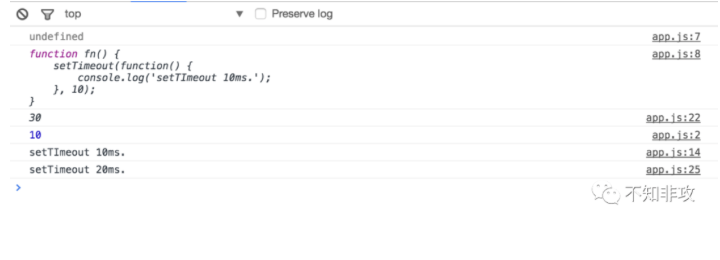 top Preserve log
undefined app.js:7
function fn() { app.js:8
setTimeout(function() {
console.log('setTImeout 10ms.');
}, 10);
}
30 app.js:22
10 app.js:2
setTImeout 10ms. app.js:14
setTimeout 20ms. app.js:25
>
不知非攻